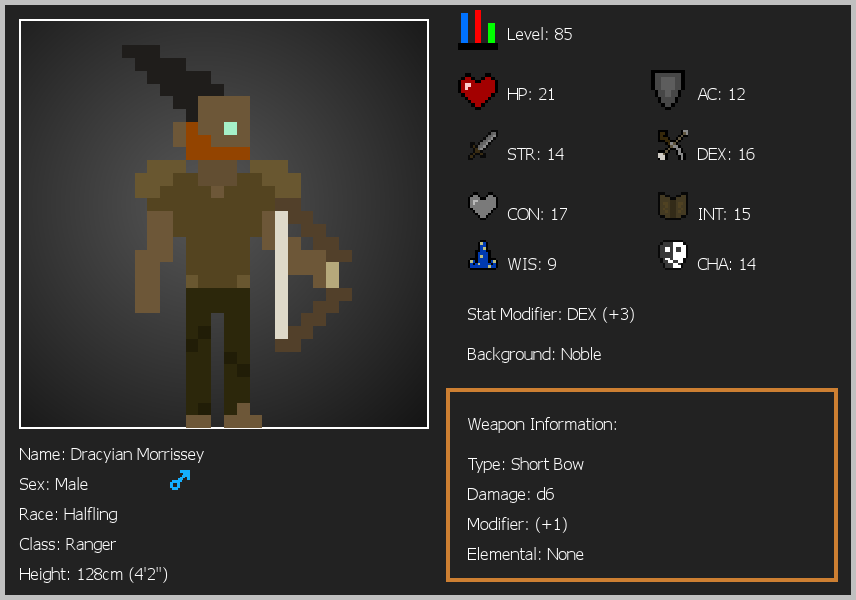 Level: 85
HP: 21
AC: 12
STR: 14
DEX: 16
CON: 17
INT: 15
WIS: 9
CHA: 14
Stat Modifier: DEX (+3)
Background: Noble
Weapon Information:
Type: Short Bow
Damage: d6
Modifier: (+1)
Elemental: None
Name: Dracyian Morrissey
Sex: Male
Race: Halfling
Class: Ranger
Height: 128cm (4'2")